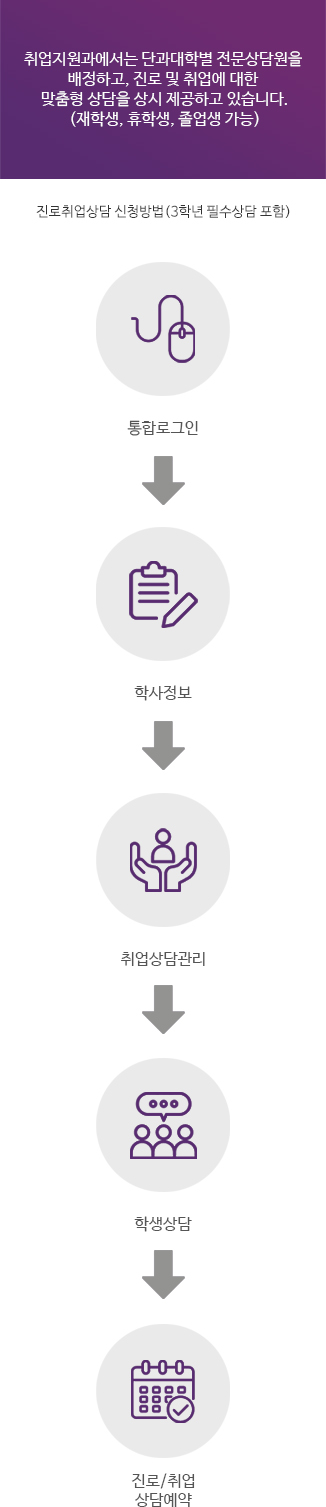 취업지원과에서는 단과대학별 전문상담원을
배정하고, 진로 및 취업에 대한
맞춤형 상담을 상시 제공하고 있습니다.
(재학생, 휴학생, 졸업생 가능)
진로취업상담 신청방법(3학년 필수상담 포함)
통합로그인
학사정보
취업상담관리
학생상담
진로/취업
상담예약